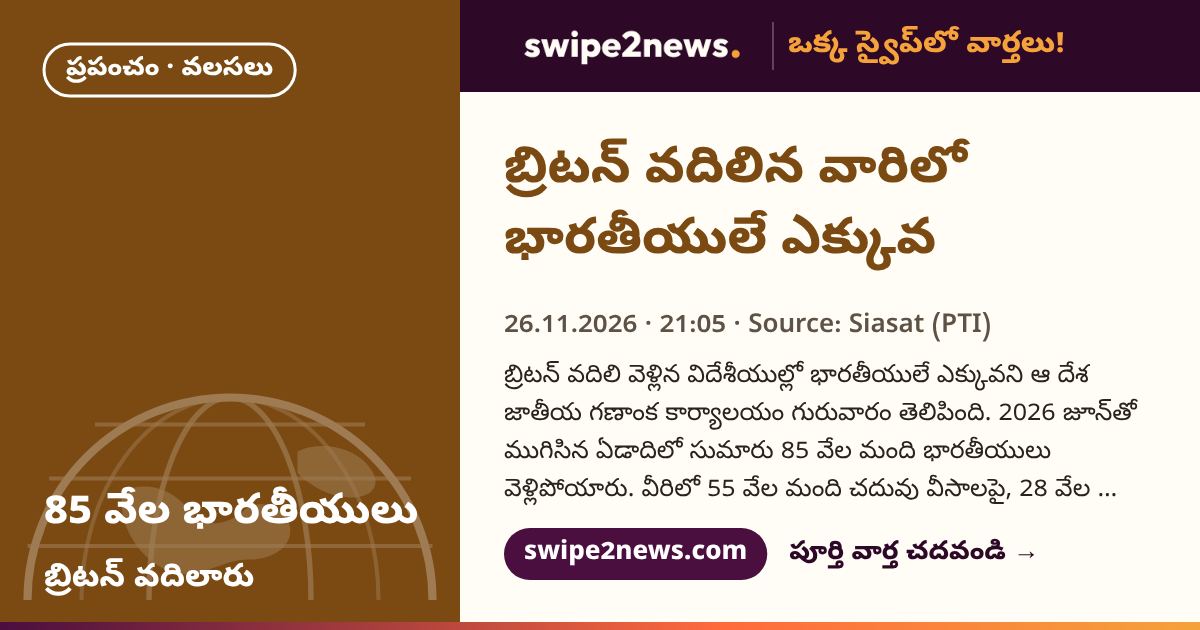 ప్రపంచం · వలసలు
85 వేల భారతీయులు
బ్రిటన్ వదిలారు
swipe2news.
ఒక్క స్వైప్‌లో వార్తలు!
బ్రిటన్ వదిలిన వారిలో
భారతీయులే ఎక్కువ
26.11.2026 · 21:05 · Source: Siasat (PTI)
బ్రిటన్ వదిలి వెళ్లిన విదేశీయుల్లో భారతీయులే ఎక్కువని ఆ దేశ
జాతీయ గణాంక కార్యాలయం గురువారం తెలిపింది. 2026 జూన్‌తో
ముగిసిన ఏడాదిలో సుమారు 85 వేల మంది భారతీయులు
వెళ్లిపోయారు. వీరిలో 55 వేల మంది చదువు వీసాలపై, 28 వేల ...
swipe2news.com
పూర్తి వార్త చదవండి →